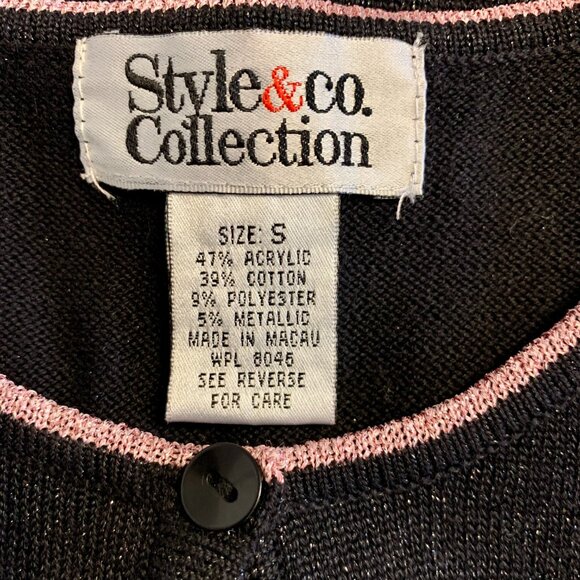 Style&co.
Collection
SIZE: S
47% ACRYLIC
39% COTTON
9% POLYESTER
5% METALLIC
MADE IN MACAU
WPL 8046
SEE REVERSE
FOR CARE